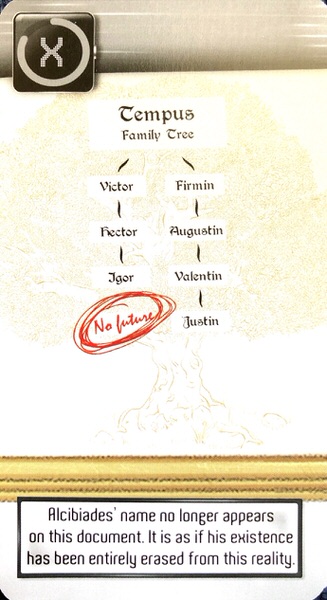 X
Tempus
Family Tree
Victor Firmin
Hector Augustin
Igor Valentin
No future Justin
Alcibiades' name no longer appears
on this document. It is as if his existence
has been entirely erased from this reality.